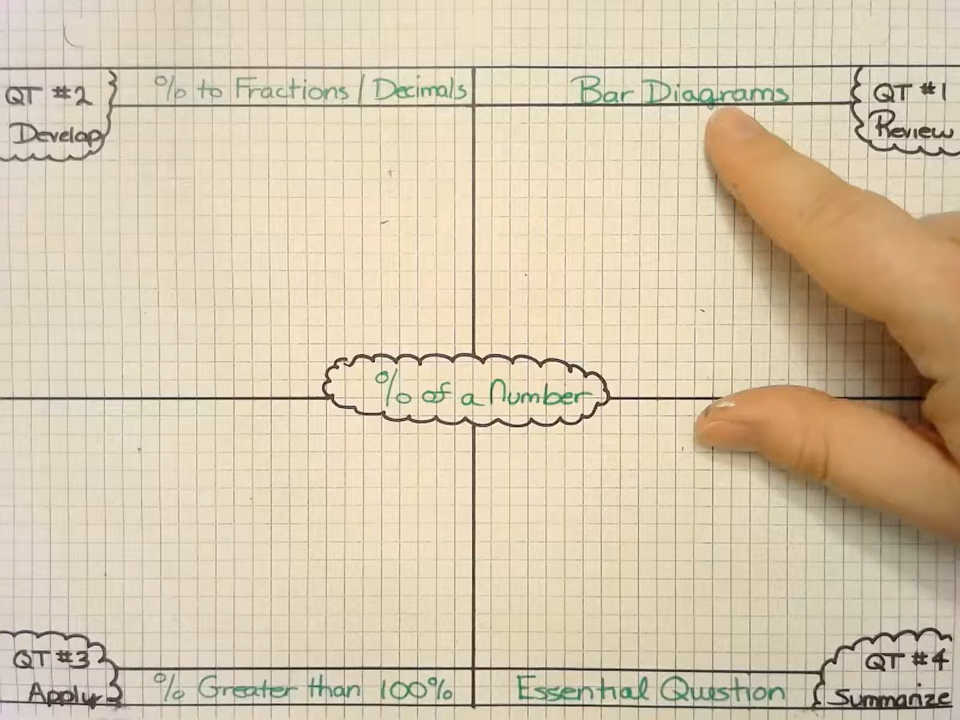 QT #2
Develop
% to Fractions / Decimals
Bar Diagrams
QT #1
Review
% of a Number
QT #3
Apply
% Greater than 100%
Essential Question
QT #4
Summarize